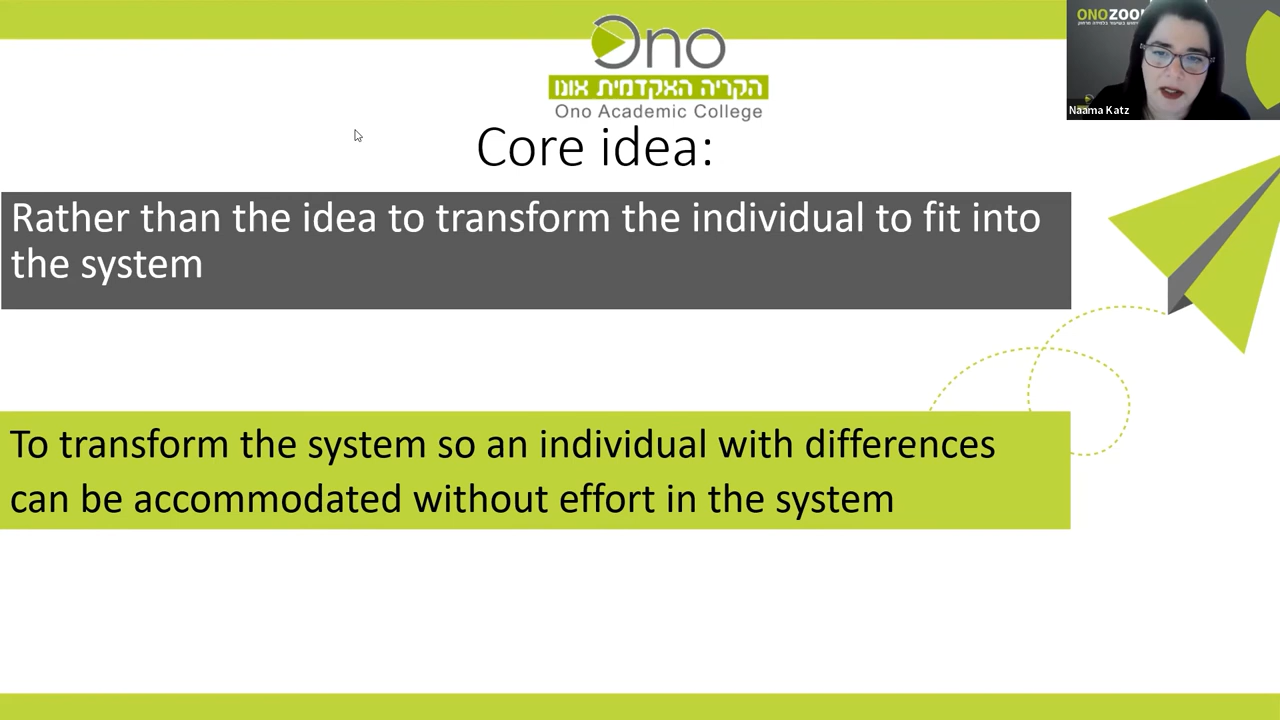 Ono
הקריה האקדמית אונו
Ono Academic College
Core idea:
Rather than the idea to transform the individual to fit into
the system
To transform the system so an individual with differences
can be accommodated without effort in the system
ONOZOO
Naama Katz